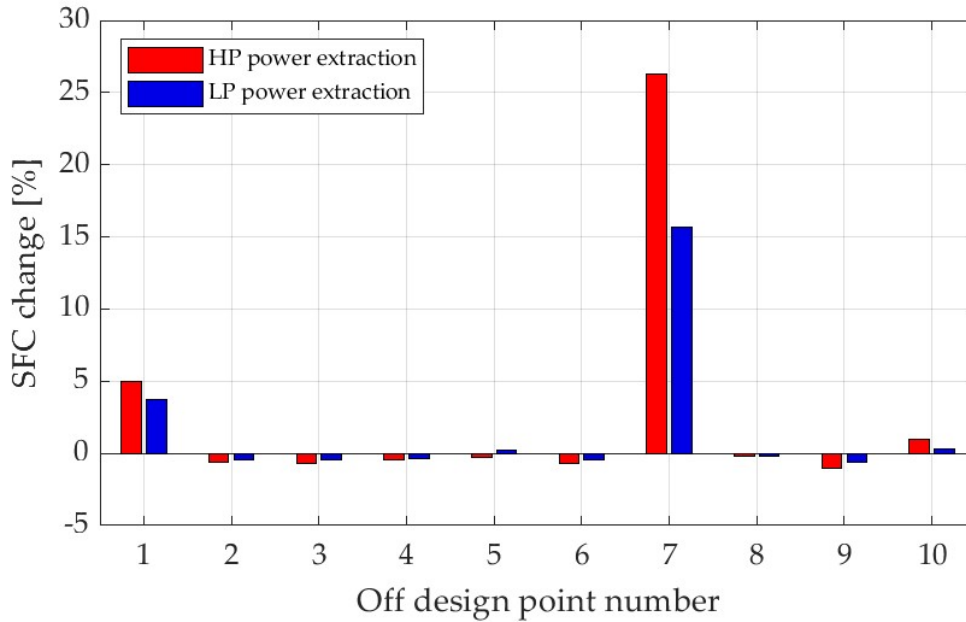 30
25
20
15
10
5
0
-5
SFC change [%]
HP power extraction
LP power extraction
1 2 3 4 5 6 7 8 9 10
Off design point number